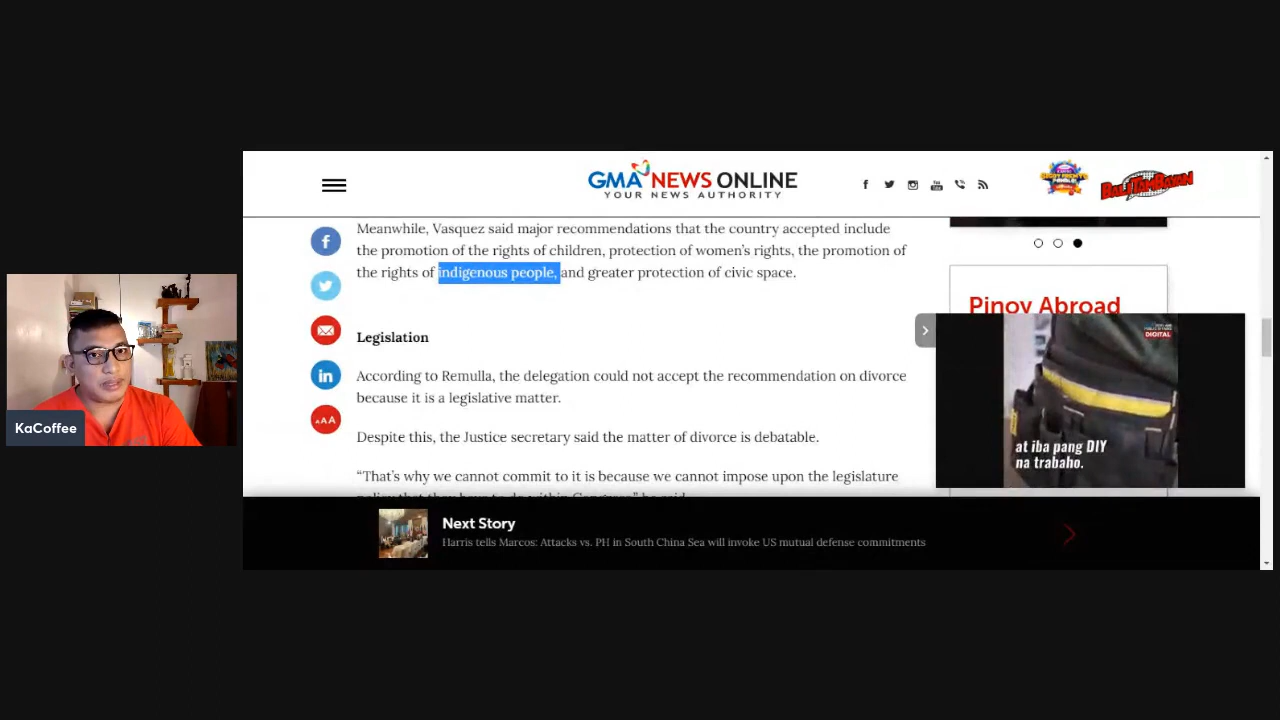 GMA NEWS ONLINE
YOUR NEWS AUTHORITY
Meanwhile, Vasquez said major recommendations that the country accepted include
the promotion of the rights of children, protection of women's rights, the promotion of
the rights of indigenous people, and greater protection of civic space.
Legislation
According to Remulla, the delegation could not accept the recommendation on divorce
because it is a legislative matter.
Despite this, the Justice secretary said the matter of divorce is debatable.
“That's why we cannot commit to it is because we cannot impose upon the legislature
AAA
Pinoy Abroad
DIGITAL
at iba pang DIY
na trabaho.
KaCoffee
Next Story
Harris tells Marcos: Attacks vs. PH in South China Sea will invoke US mutual defense commitments